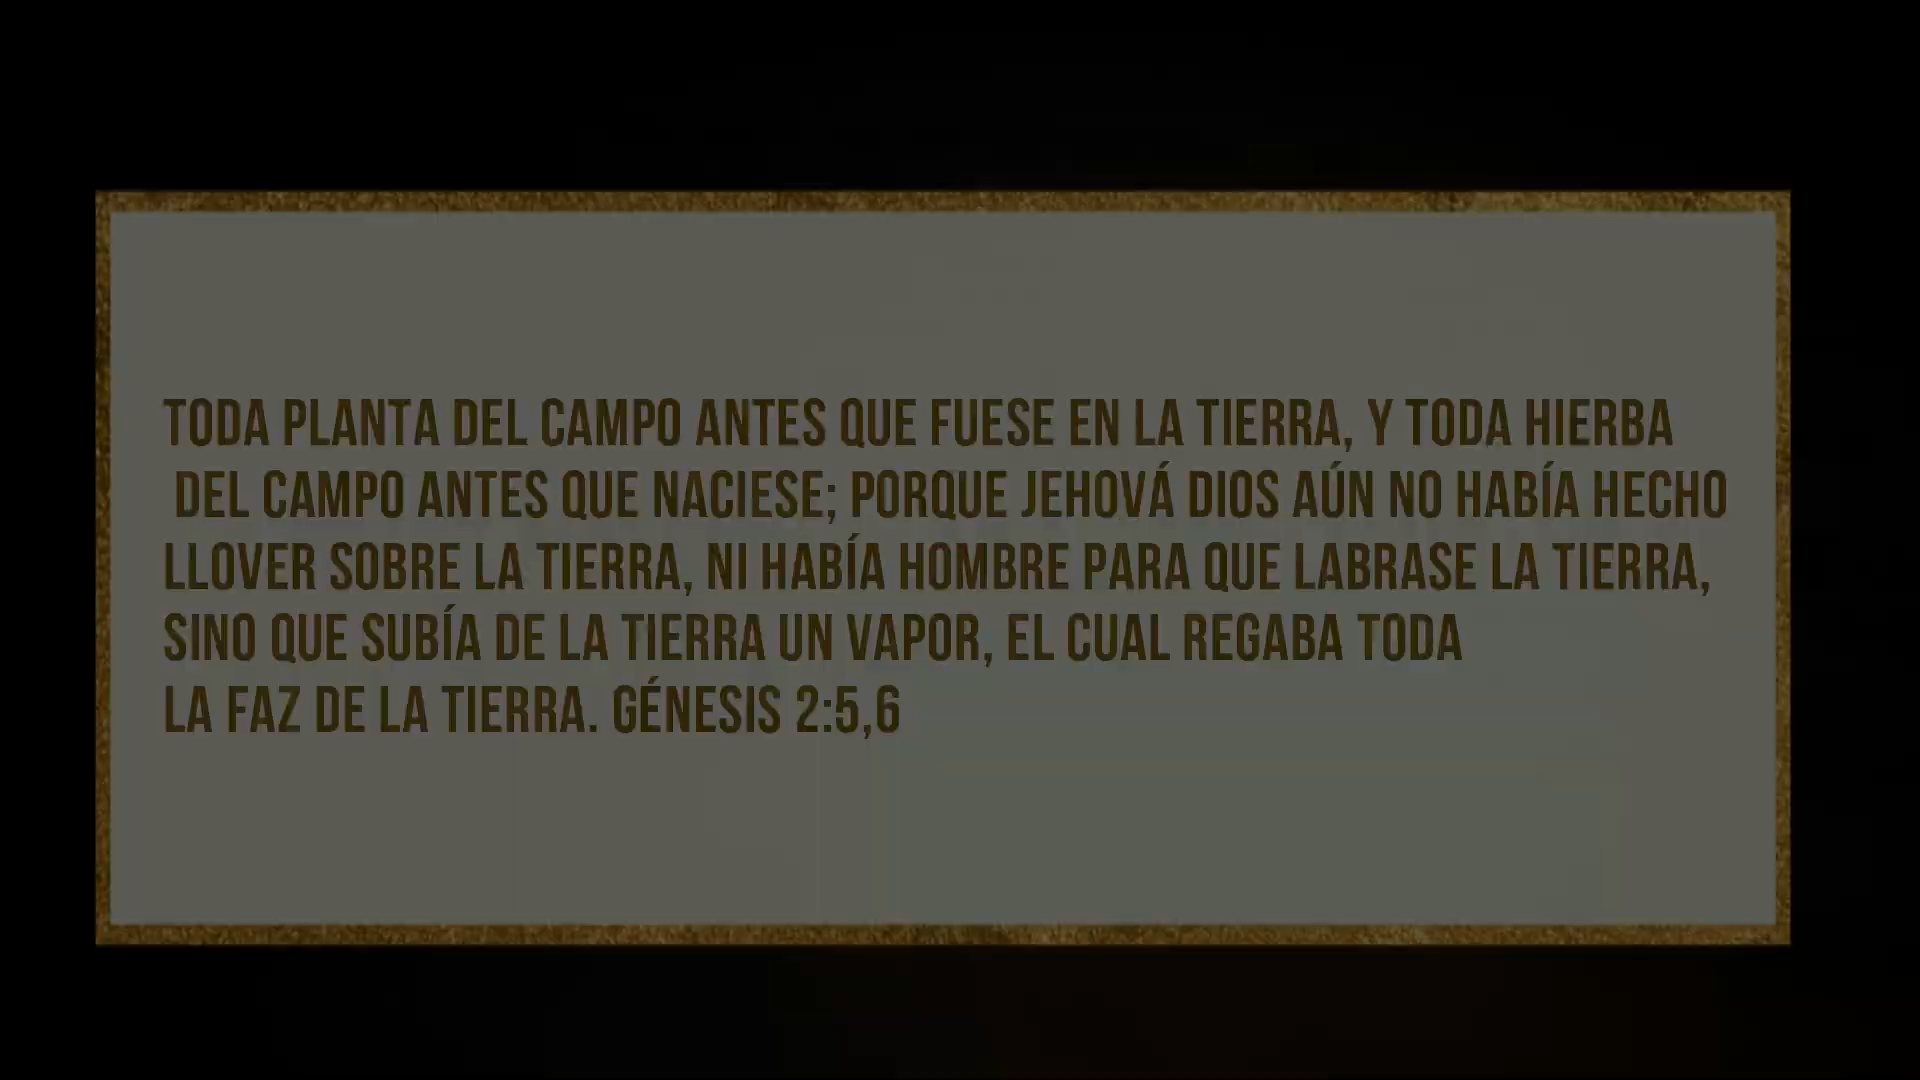 TODA PLANTA DEL CAMPO ANTES QUE FUESE EN LA TIERRA, Y TODA HIERBA
DEL CAMPO ANTES QUE NACIESE; PORQUE JEHOVÁ DIOS AÚN NO HABÍA HECHO
LLOVER SOBRE LA TIERRA, NI HABÍA HOMBRE PARA QUE LABRASE LA TIERRA,
SINO QUE SUBÍA DE LA TIERRA UN VAPOR, EL CUAL REGABA TODA
LA FAZ DE LA TIERRA. GÉNESIS 2:5,6